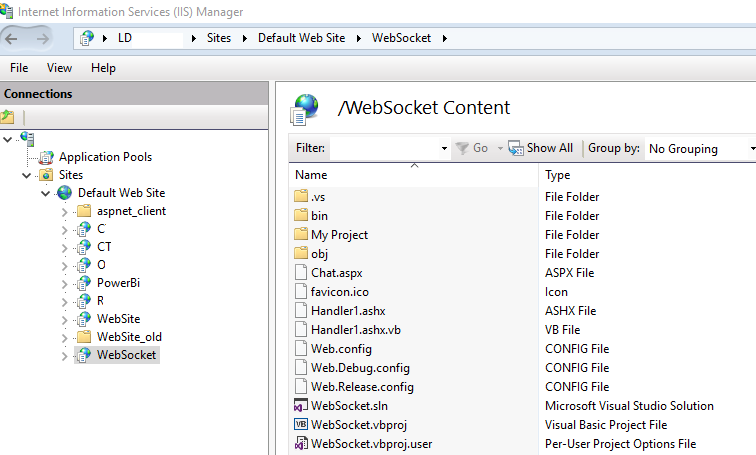 Internet Information Services (IIS) Manager
LD Sites Default Web Site WebSocket
File View Help
Connections
Application Pools
Sites
Default Web Site
aspnet_client
C
CT
O
PowerBi
R
WebSite
WebSite_old
WebSocket
/WebSocket Content
Filter: Go Show All Group by: No Grouping
Name Type
.vs File Folder
bin File Folder
My Project File Folder
obj File Folder
Chat.aspx ASPX File
favicon.ico Icon
Handler1.ashx ASHX File
Handler1.ashx.vb VB File
Web.config CONFIG File
Web.Debug.config CONFIG File
Web.Release.config CONFIG File
WebSocket.sln Microsoft Visual Studio Solution
VB WebSocket.vbproj Visual Basic Project File
WebSocket.vbproj.user Per-User Project Options File